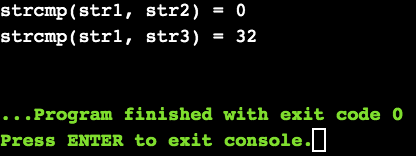 strcmp(str1, str2) = 0
strcmp(str1, str3) = 32
...Program finished with exit code 0
Press ENTER to exit console.